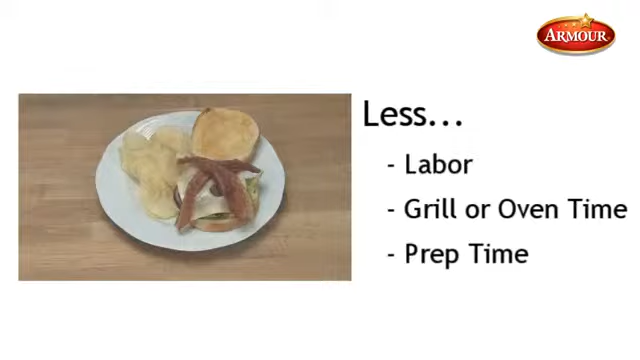 ARMOUR
Less...
- Labor
- Grill or Oven Time
- Prep Time